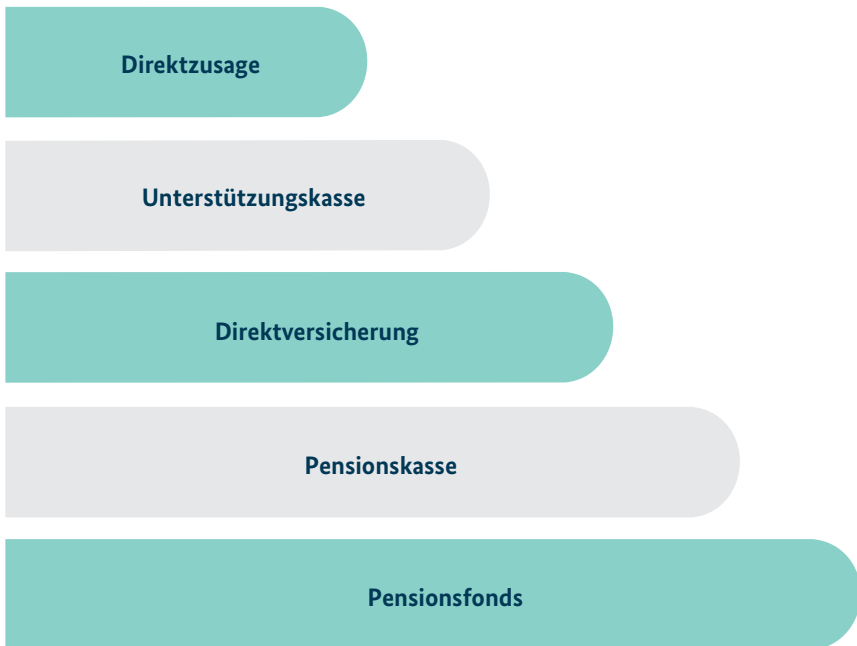 Direktzusage
Unterstützungskasse
Direktversicherung
Pensionskasse
Pensionsfonds